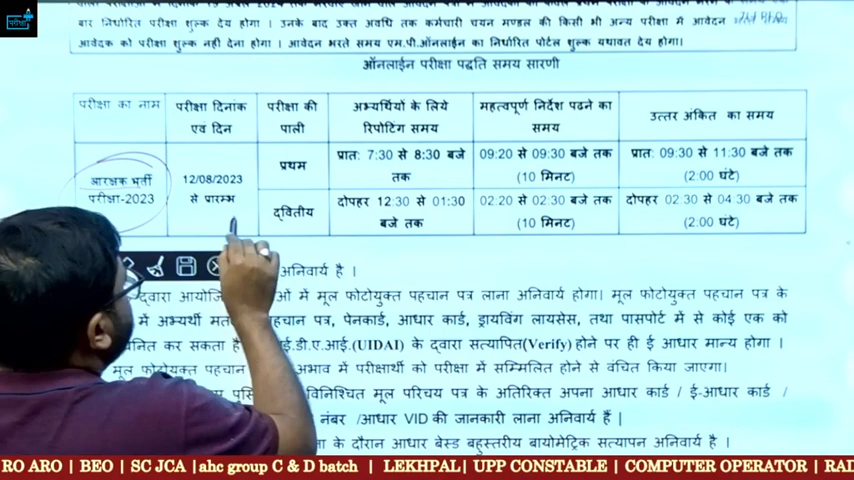 बार निर्धारित परीक्षा शुल्क देय होगा । उनके बाद उक्त अवधि तक कर्मचारी चयन मण्डल की किसी भी अन्य परीक्षा में आवेदन
आवेदक को परीक्षा शुल्क नहीं देना होगा । आवेदन भरते समय एम.पी.ऑनलाईन का निर्धारित पोर्टल शुल्क यथावत देय होगा।
ऑनलाईन परीक्षा पद्धति समय सारणी
परीक्षा का नाम
परीक्षा दिनांक एवं दिन
परीक्षा की पाली
अभ्यर्थियों के लिये रिपोटिंग समय
महत्वपूर्ण निर्देश पढने का समय
उत्तर अंकित का समय
आरक्षक भर्ती परीक्षा-2023
12/08/2023 से प्रारम्भ
प्रथम
प्रात: 7:30 से 8:30 बजे तक
09:20 से 09:30 बजे तक (10 मिनट)
प्रात: 09:30 से 11:30 बजे तक (2:00 घंटे)
द्वितीय
दोपहर 12:30 से 01:30 बजे तक
02:20 से 02:30 बजे तक (10 मिनट)
दोपहर 02:30 से 04:30 बजे तक (2:00 घंटे)
अनिवार्य है ।
द्वारा आयोजि ओं में मूल फोटोयुक्त पहचान पत्र लाना अनिवार्य होगा। मूल फोटोयुक्त पहचान पत्र के
में अभ्यर्थी मत हचान पत्र, पेनकार्ड, आधार कार्ड, ड्रायविंग लायसेंस, तथा पासपोर्ट में से कोई एक को
कर सकता है ई.डी.ए.आई.(UIDAI) के द्वारा सत्यापित(Verify) होने पर ही ई आधार मान्य होगा ।
मूल फोटोयुक्त पहचान अभाव में परीक्षार्थी को परीक्षा में सम्मिलित होने से वंचित किया जाएगा।
विनिश्चित मूल परिचय पत्र के अतिरिक्त अपना आधार कार्ड / ई-आधार कार्ड /
नंबर /आधार VID की जानकारी लाना अनिवार्य हैं |
के दौरान आधार बेस्ड बहुस्तरीय बायोमेट्रिक सत्यापन अनिवार्य है ।
RO ARO | BEO | SC JCA |ahc group C & D batch | LEKHPAL| UPP CONSTABLE | COMPUTER OPERATOR | RAD